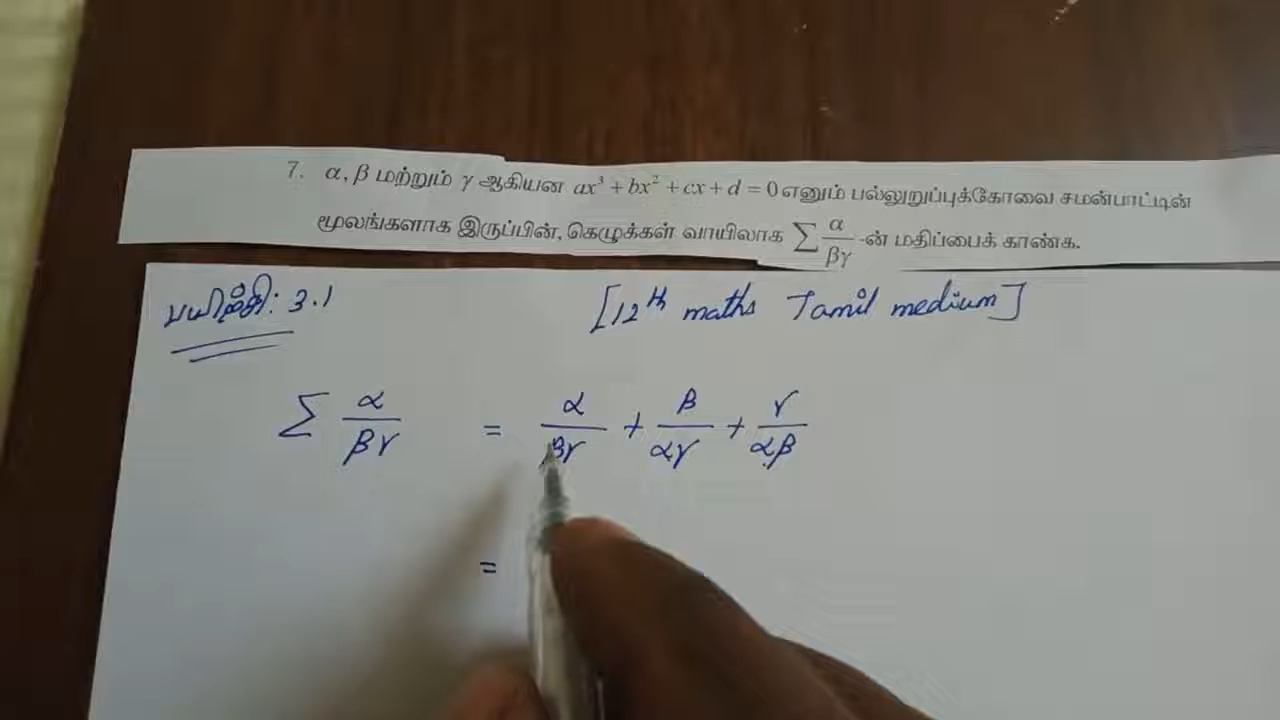 7. α, β மற்றும் γ ஆகியன ax³ + bx² + cx + d = 0 எனும் பல்லுறுப்புக்கோவை சமன்பாட்டின்
மூலங்களாக இருப்பின், கெழுக்கள் வாயிலாக ∑ α/βγ -ன் மதிப்பைக் காண்க.
பயிற்சி: 3.1 [12th maths Tamil medium]
∑ α/βγ = α/βγ + β/αγ + γ/αβ
=